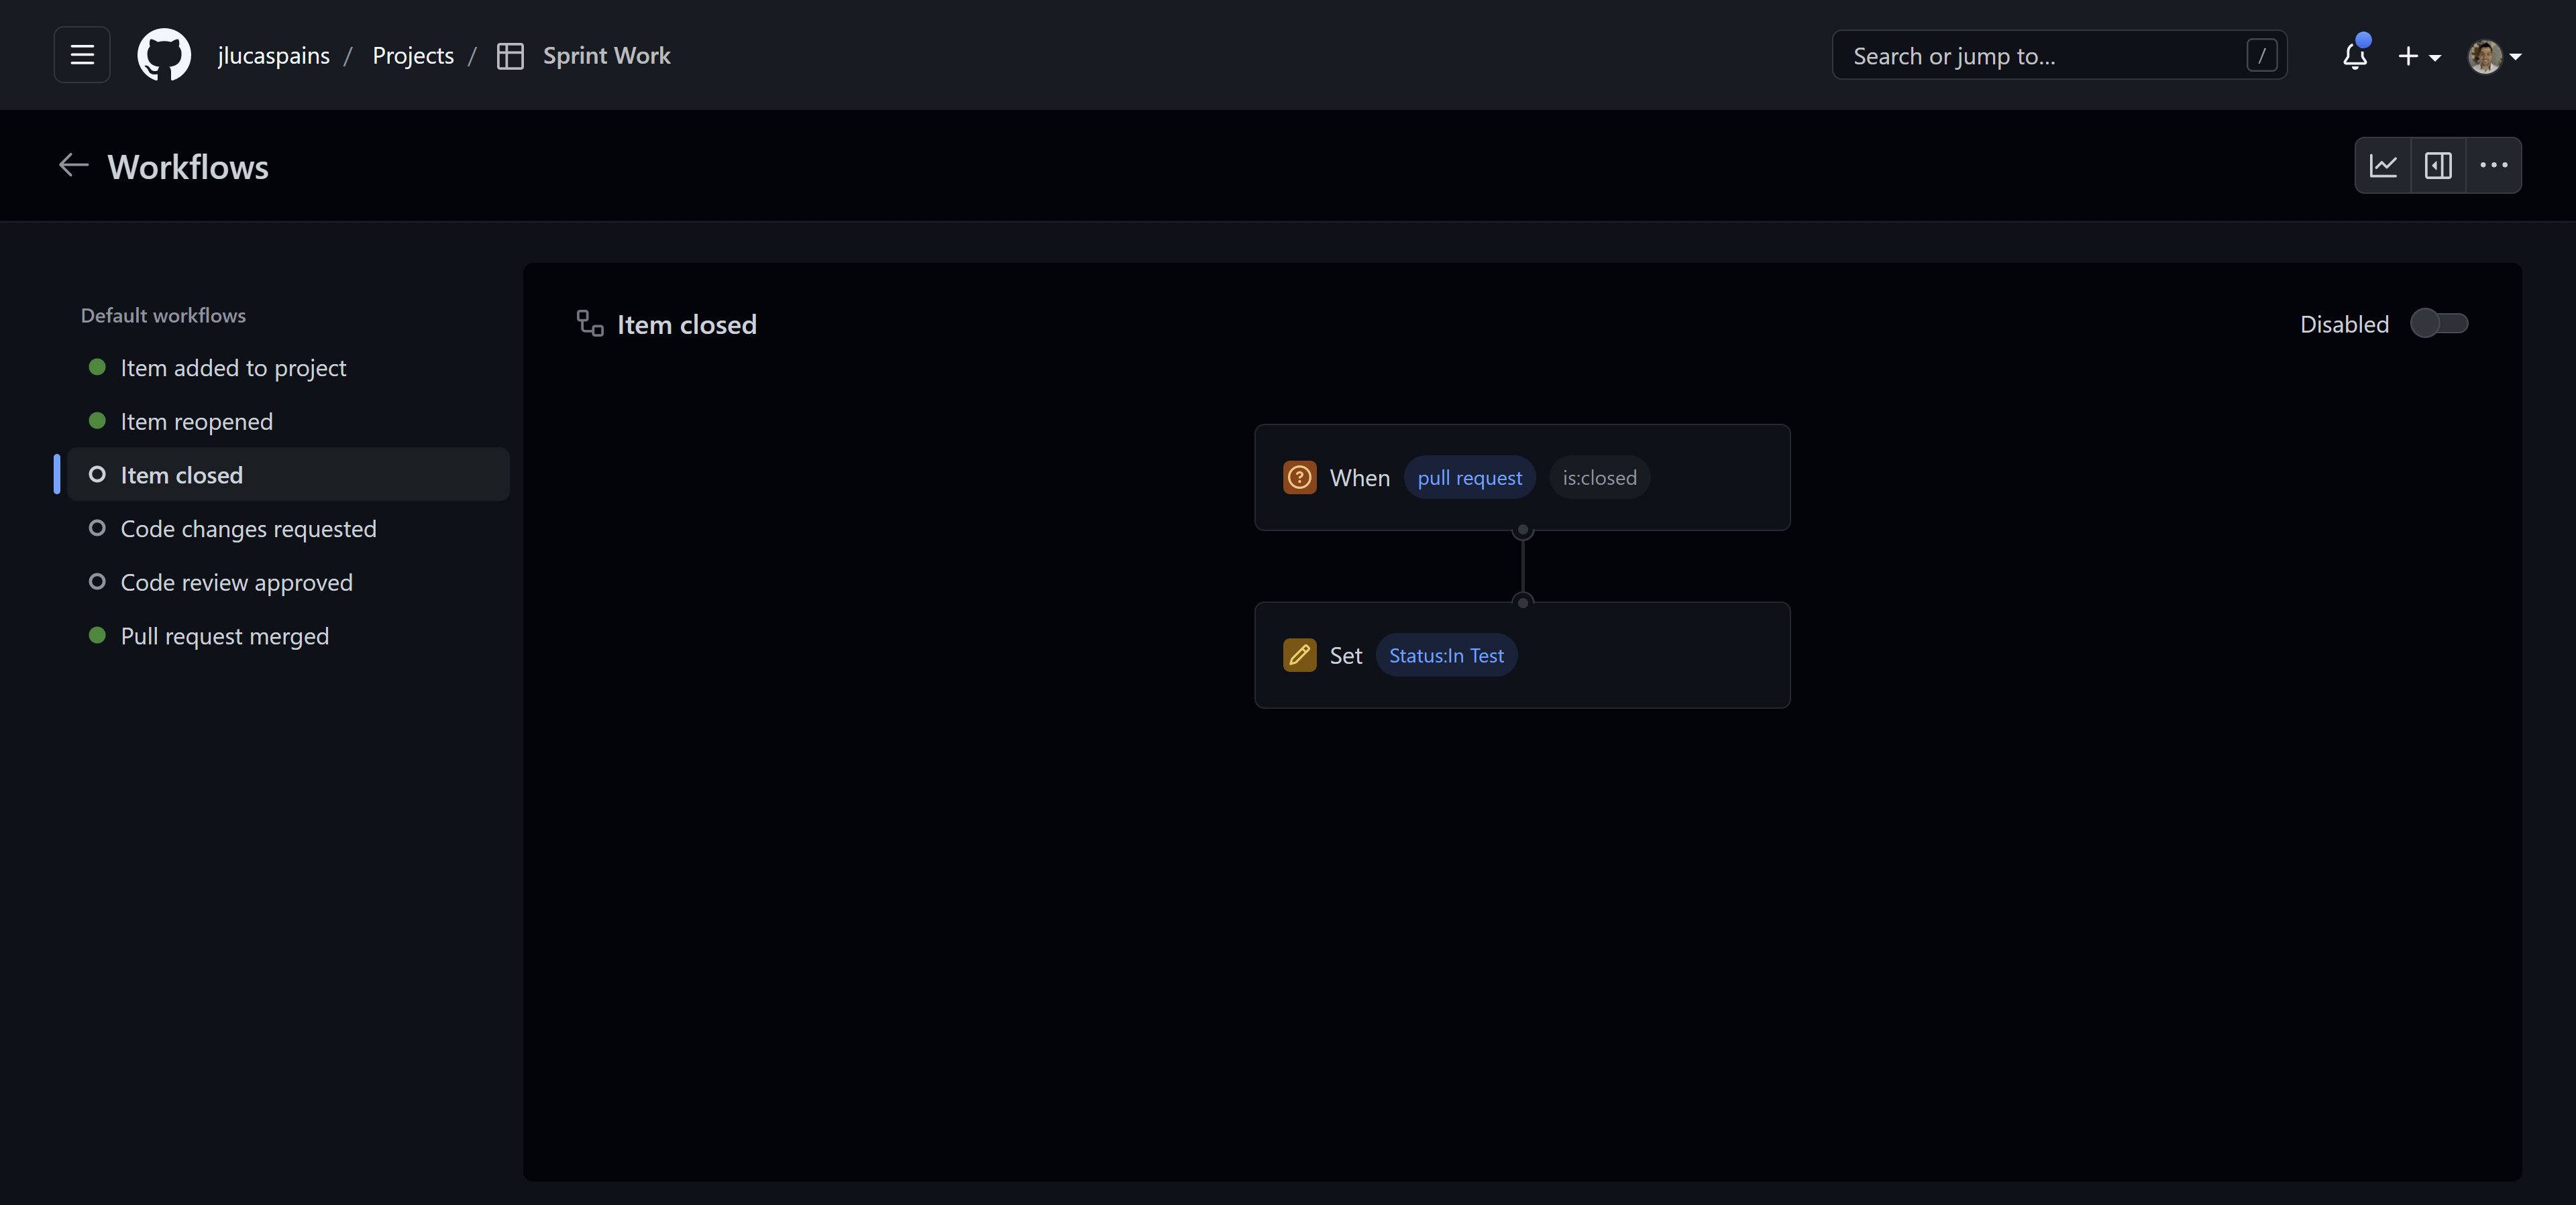 jlucaspains / Projects / Sprint Work
Search or jump to... /
Workflows
Default workflows
Item added to project
Item reopened
Item closed
Code changes requested
Code review approved
Pull request merged
Item closed
Disabled
When pull request is:closed
Set Status:In Test